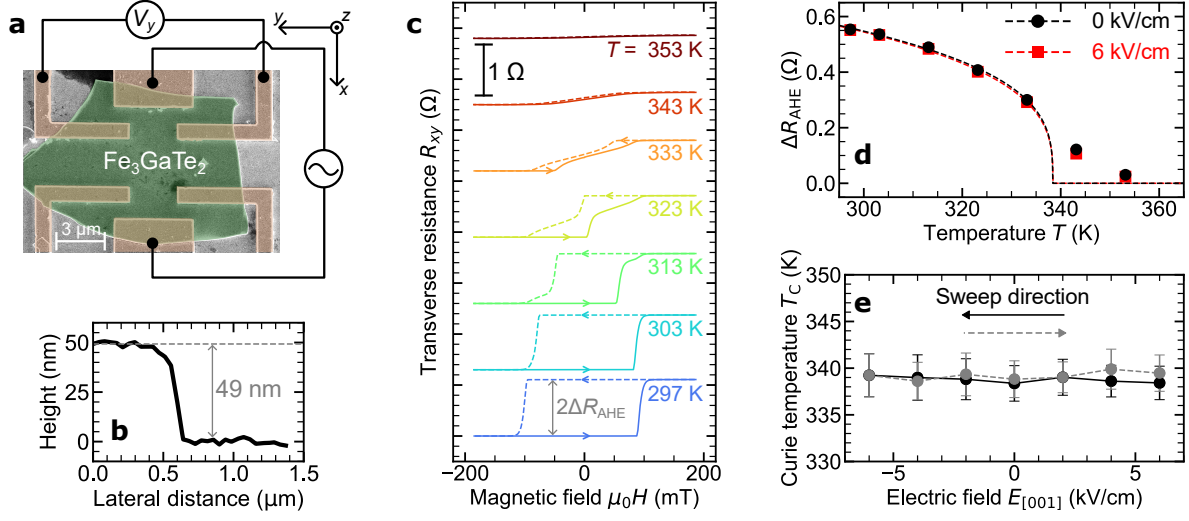 a
V_y
y
z
x
Fe₃GaTe₂
3 μm
b
Height (nm)
50
25
0
49 nm
0.0
0.5
1.0
1.5
Lateral distance (μm)
c
Transverse resistance R_xy (Ω)
T = 353 K
1 Ω
343 K
333 K
323 K
313 K
303 K
297 K
2ΔR_AHE
−200
−100
0
100
200
Magnetic field μ₀H (mT)
d
ΔR_AHE (Ω)
0.6
0.4
0.2
0.0
0 kV/cm
6 kV/cm
300
320
340
360
Temperature T (K)
e
Curie temperature T_C (K)
350
345
340
335
330
Sweep direction
−5
0
5
Electric field E_[001] (kV/cm)